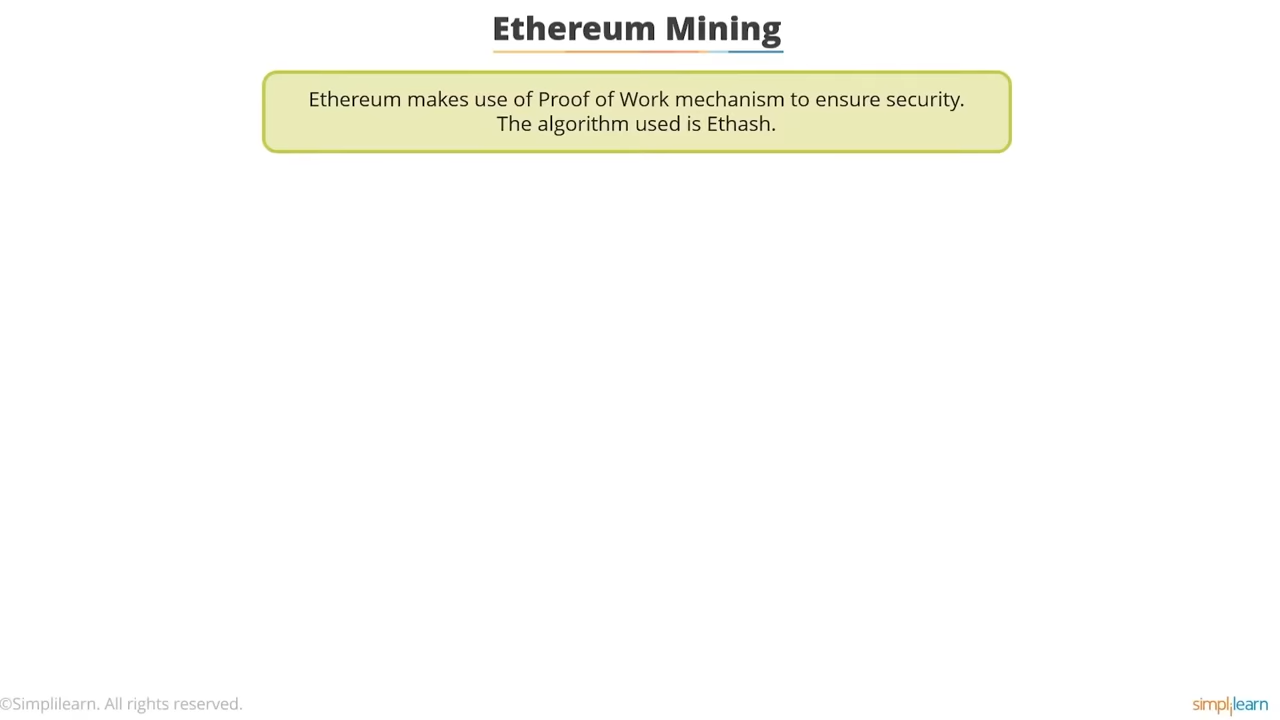 Ethereum Mining
Ethereum makes use of Proof of Work mechanism to ensure security.
The algorithm used is Ethash.
©Simplilearn. All rights reserved.
simplilearn